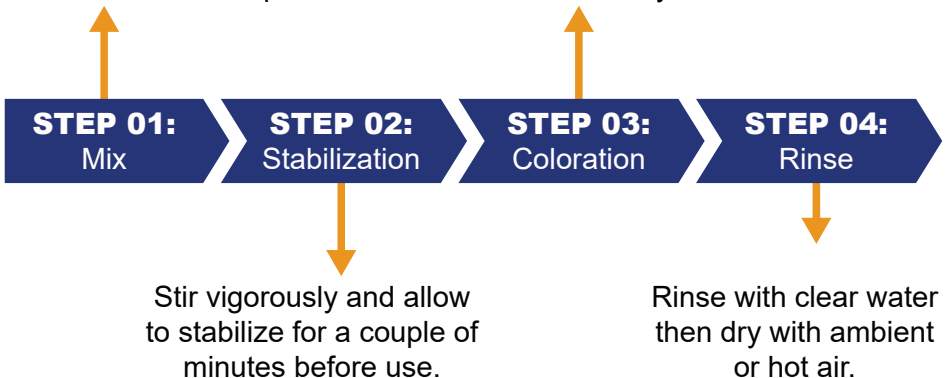 STEP 01:
Mix
STEP 02:
Stabilization
STEP 03:
Coloration
STEP 04:
Rinse
Stir vigorously and allow
to stabilize for a couple of
minutes before use.
Rinse with clear water
then dry with ambient
or hot air.